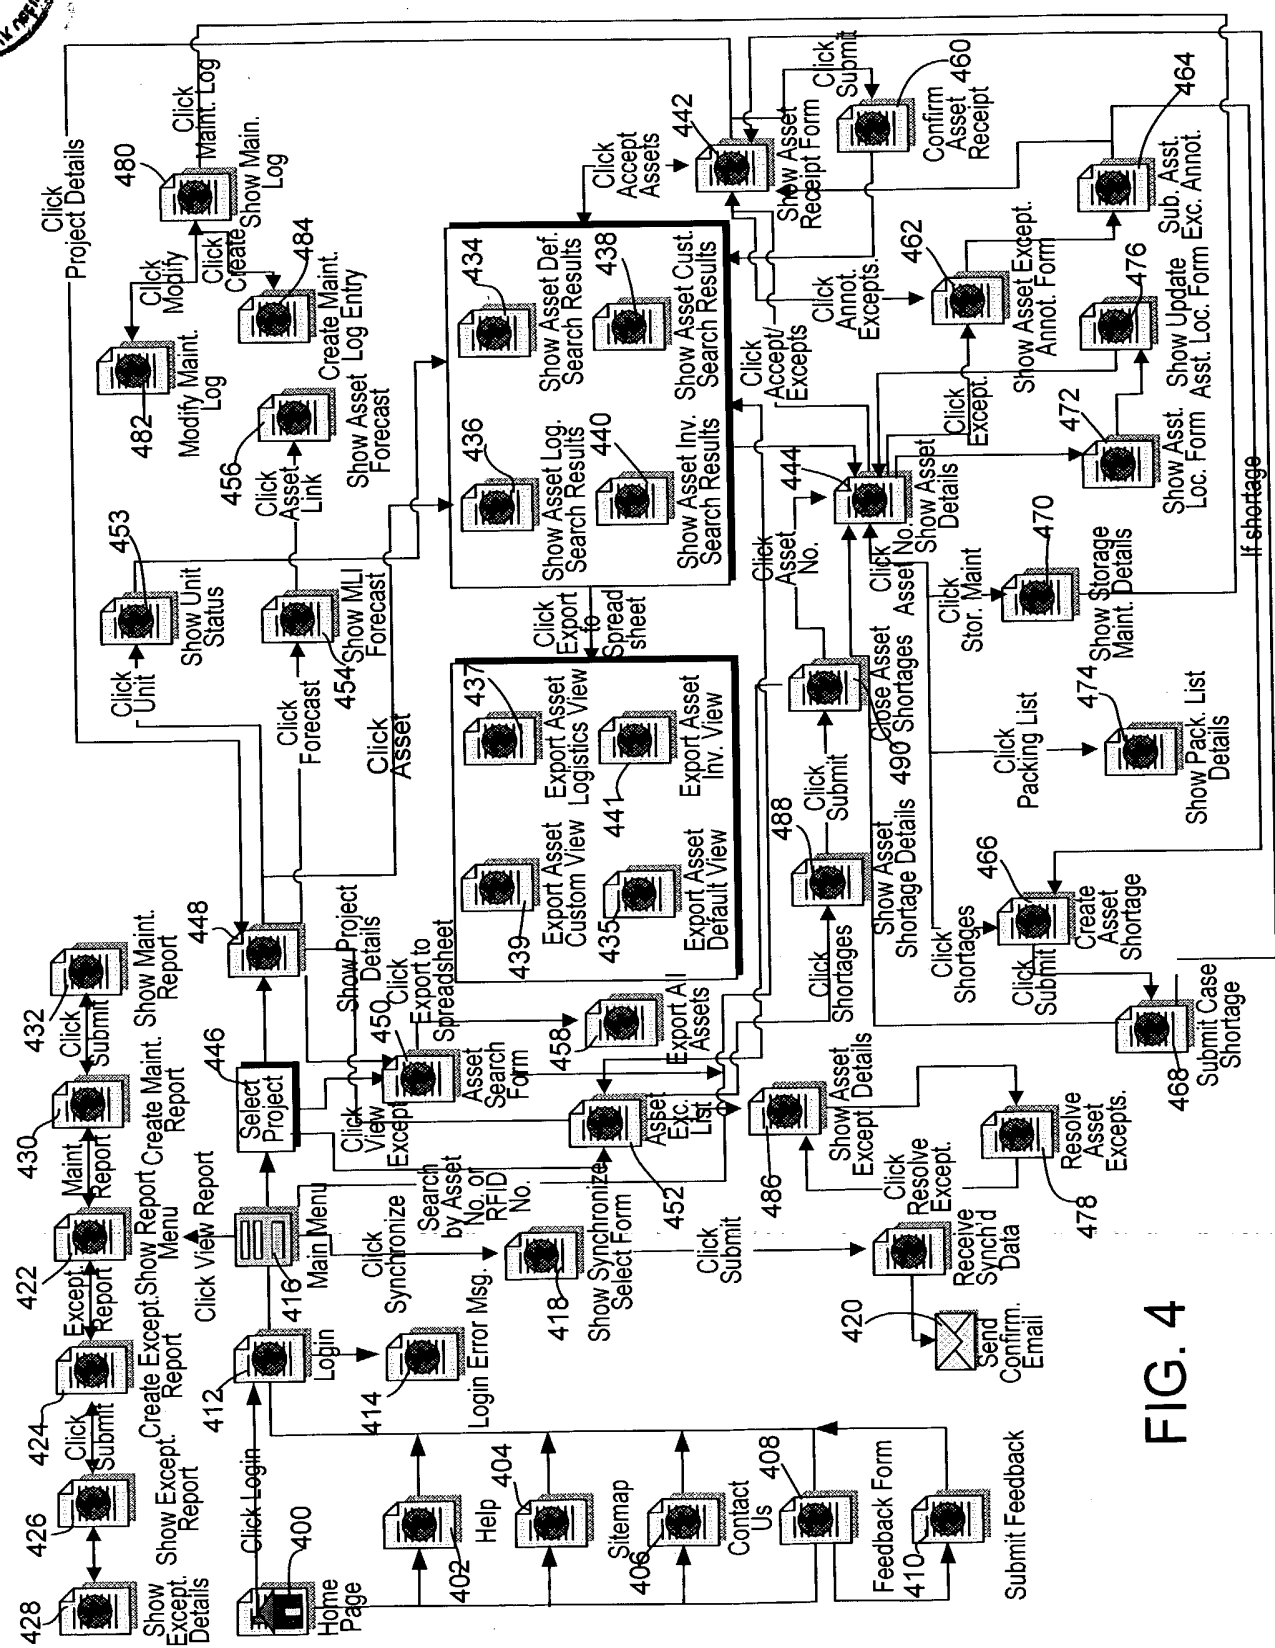 428
Show
Except.
Details
426
Show Except.
Report
Click
Submit
424
Create Except.
Report
Except.
Report
422
Show Report
Menu
Maint
Report
430
Create Maint.
Report
Click
Submit
432
Show Maint.
Report
400
Home
Page
Click Login
412
Login
414
Login Error Msg.
416
Main Menu
Click View Report
446
Select
Project
448
Show Project
Details
Click
Project Details
Click
Unit
453
Show Unit
Status
Click
Forecast
454
Show MLI
Forecast
Click
Asset
Link
456
Show Asset
Forecast
Click
Asset
482
Modify Maint.
Log
Click
Modify
480
Show Main.
Log
Click
Create
484
Create Maint.
Log Entry
Click
Maint. Log
402
Help
404
Sitemap
406
Contact
Us
408
Feedback Form
410
Submit Feedback
Click
Synchronize
418
Show Synchronize
Select Form
Click
Submit
Receive
Synch'd
Data
420
Send
Confirm.
Email
Search
by Asset
No. or
RFID
No.
Click
View
Except
450
Asset
Search
Form
Click
Export to
Spreadsheet
458
Export All
Assets
452
Asset
Exc.
List
486
Show Asset
Except Details
Click
Resolve
Except.
478
Resolve
Asset
Excepts.
439
Export Asset
Custom View
437
Export Asset
Logistics View
435
Export Asset
Default View
441
Export Asset
Inv. View
Click
Export
to
Spread
sheet
436
Show Asset Log.
Search Results
434
Show Asset Def.
Search Results
440
Show Asset Inv.
Search Results
438
Show Asset Cust.
Search Results
Click
Accept
Assets
442
Show Asset
Receipt Form
Click
Submit
460
Confirm
Asset
Receipt
Click
Accept/
Excepts
Click
Annot.
Excepts.
462
Show Asset Except.
Annot. Form
464
Sub. Asst.
Exc. Annot.
Click
Shortages
488
Show Asset
Shortage Details
Click
Submit
490
Close Asset
Shortages
Click
Asset
No.
444
Show Asset
Details
Click
Asset No.
Click
Except.
472
Show Asst.
Loc. Form
476
Show Update
Asst. Loc. Form
Click
Stor. Maint
470
Show Storage
Maint. Details
Click
Packing List
474
Show Pack. List
Details
Click
Shortages
466
Create
Asset
Shortage
Click
Submit
468
Submit Case
Shortage
If shortage
FIG. 4